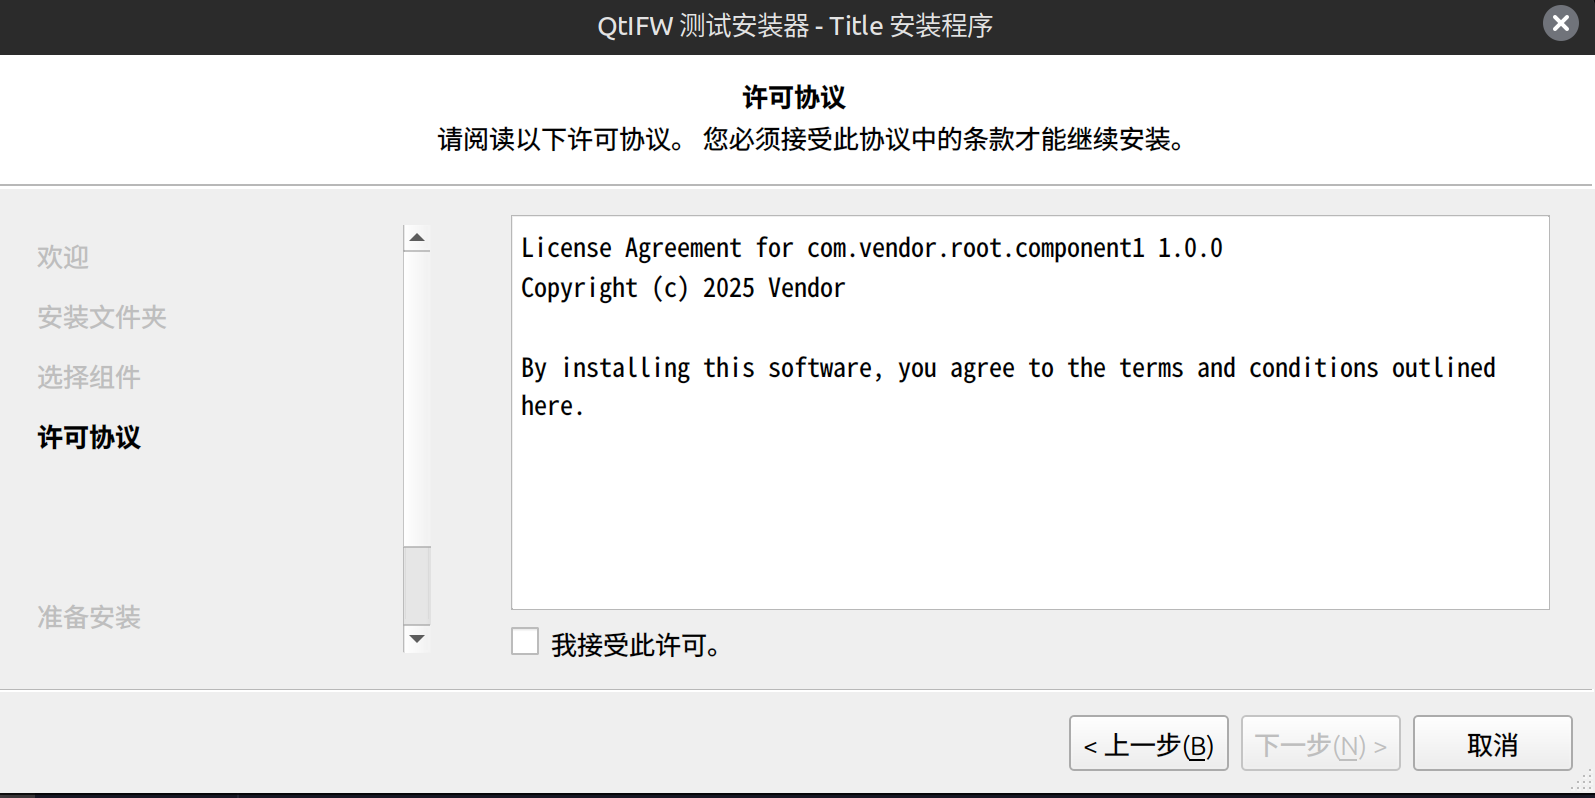 QtIFW 测试安装器 - Title 安装程序
许可协议
请阅读以下许可协议。 您必须接受此协议中的条款才能继续安装。
欢迎
安装文件夹
选择组件
许可协议
准备安装
License Agreement for com.vendor.root.component1 1.0.0
Copyright (c) 2025 Vendor
By installing this software, you agree to the terms and conditions outlined
here.
我接受此许可。
< 上一步(B)
下一步(N) >
取消